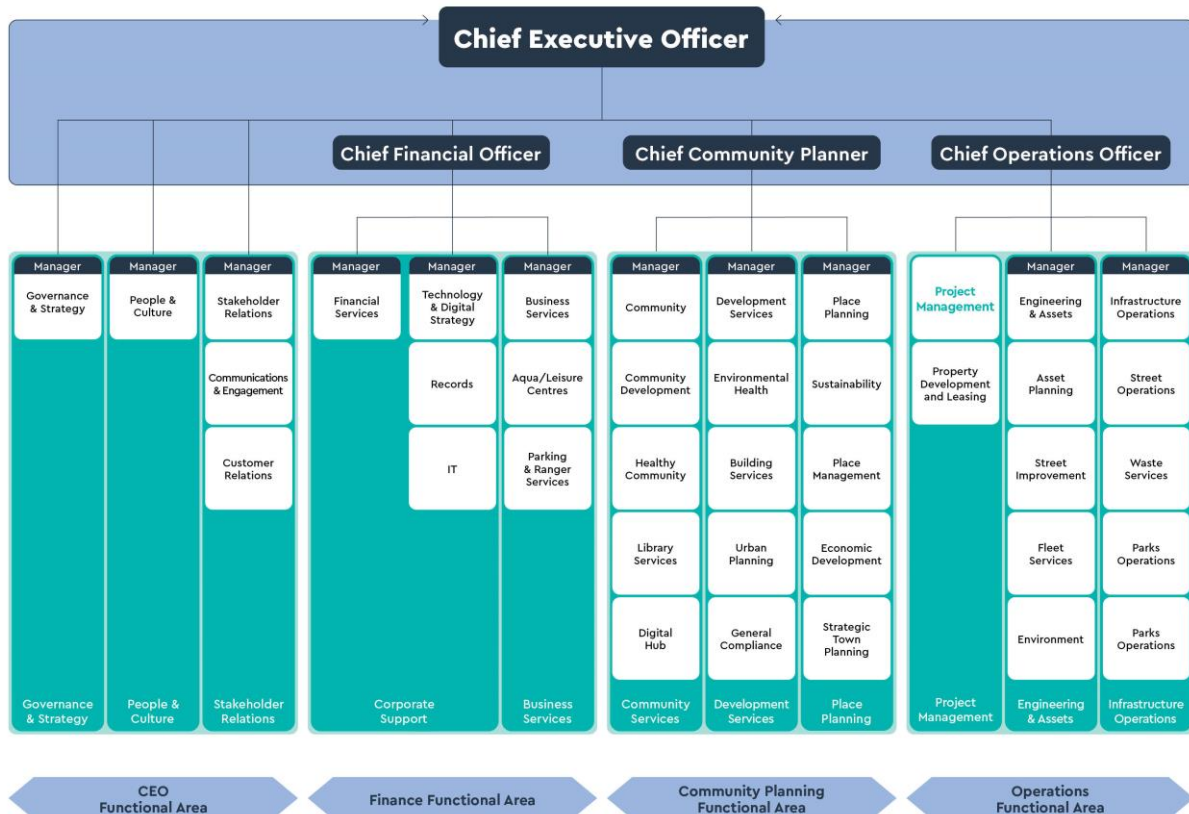 Chief Executive Officer
Chief Financial Officer
Chief Community Planner
Chief Operations Officer
Manager
Governance
& Strategy
Governance
& Strategy
Manager
People &
Culture
People &
Culture
Manager
Stakeholder
Relations
Communications
& Engagement
Customer
Relations
Stakeholder
Relations
Manager
Financial
Services
Manager
Technology
& Digital
Strategy
Records
IT
Corporate
Support
Manager
Business
Services
Aqua/Leisure
Centres
Parking
& Ranger
Services
Business
Services
Manager
Community
Community
Development
Healthy
Community
Library
Services
Digital
Hub
Community
Services
Manager
Development
Services
Environmental
Health
Building
Services
Urban
Planning
General
Compliance
Development
Services
Manager
Place
Planning
Sustainability
Place
Management
Economic
Development
Strategic
Town
Planning
Place
Planning
Project
Management
Property
Development
and Leasing
Project
Management
Manager
Engineering
& Assets
Asset
Planning
Street
Improvement
Fleet
Services
Environment
Engineering
& Assets
Manager
Infrastructure
Operations
Street
Operations
Waste
Services
Parks
Operations
Parks
Operations
Infrastructure
Operations
CEO
Functional Area
Finance Functional Area
Community Planning
Functional Area
Operations
Functional Area